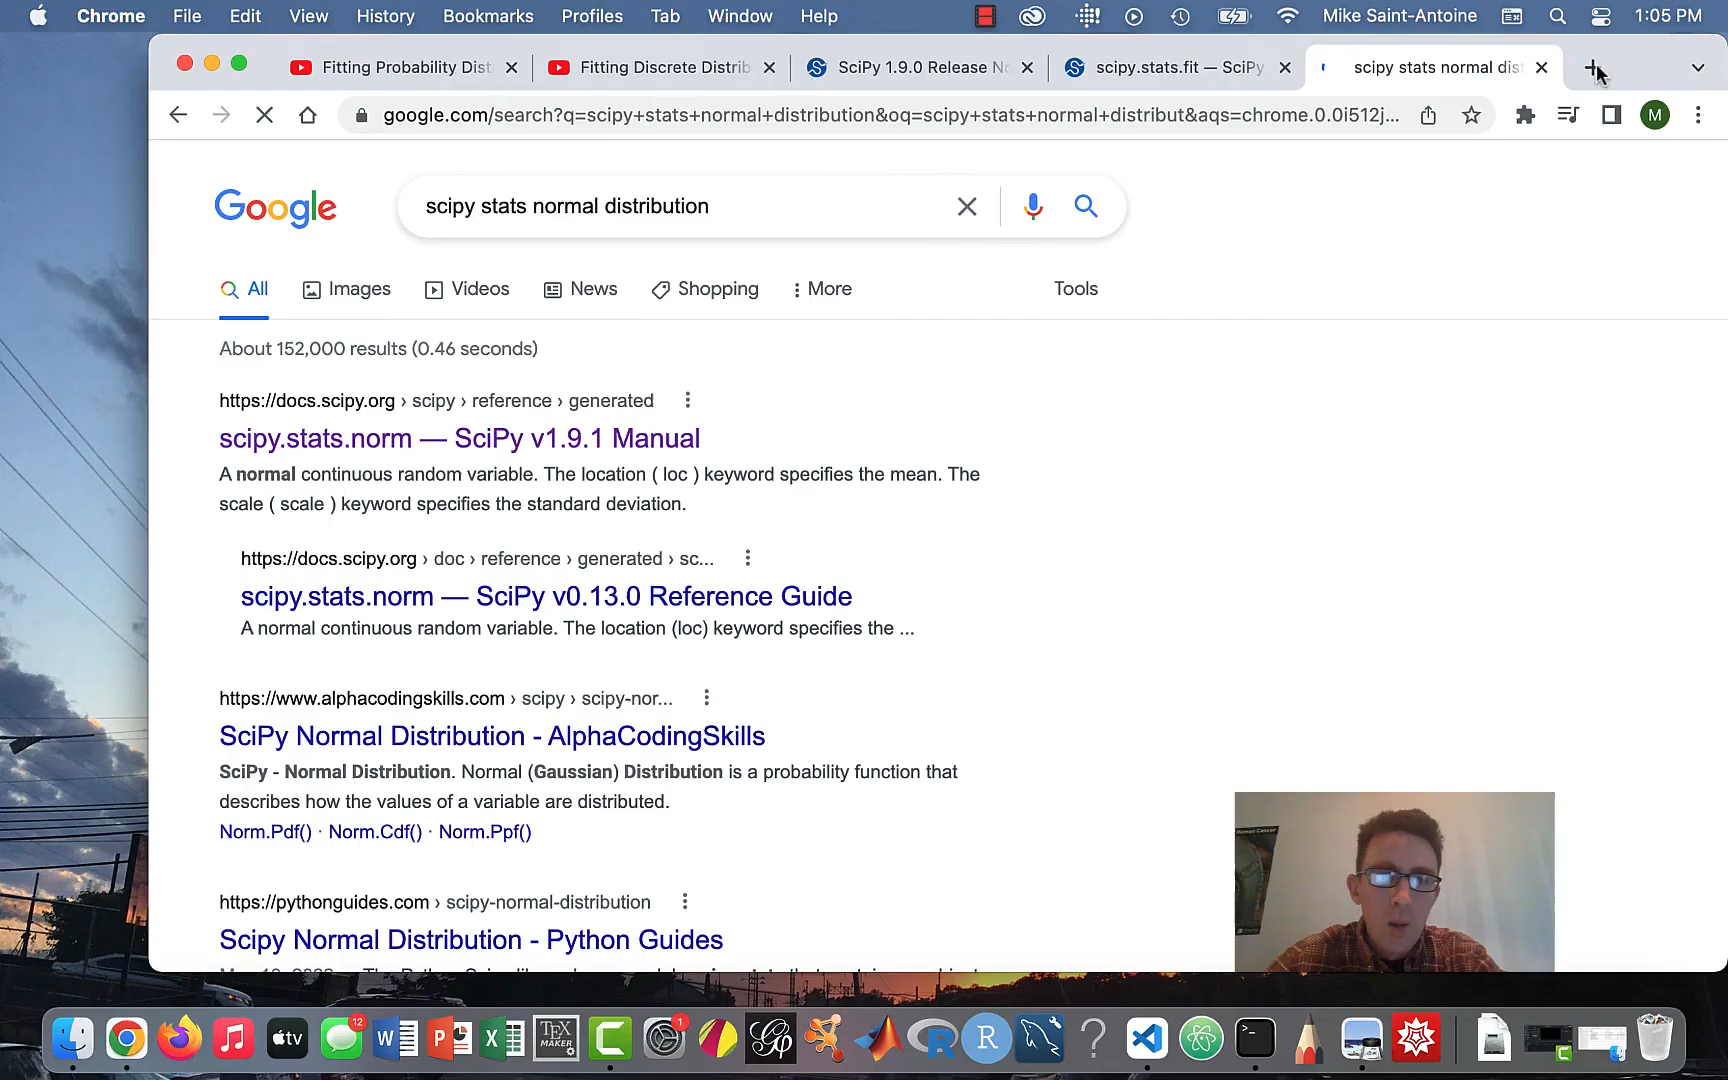 Chrome File Edit View History Bookmarks Profiles Tab Window Help Mike Saint-Antoine 1:05 PM
Fitting Probability Dist Fitting Discrete Distrib SciPy 1.9.0 Release No scipy.stats.fit — SciPy scipy stats normal dist
google.com/search?q=scipy+stats+normal+distribution&oq=scipy+stats+normal+distribut&aqs=chrome.0.0i512j... M
Google scipy stats normal distribution
All Images Videos News Shopping More Tools
About 152,000 results (0.46 seconds)
https://docs.scipy.org › scipy › reference › generated
scipy.stats.norm — SciPy v1.9.1 Manual
A normal continuous random variable. The location ( loc ) keyword specifies the mean. The
scale ( scale ) keyword specifies the standard deviation.
https://docs.scipy.org › doc › reference › generated › sc...
scipy.stats.norm — SciPy v0.13.0 Reference Guide
A normal continuous random variable. The location (loc) keyword specifies the ...
https://www.alphacodingskills.com › scipy › scipy-nor...
SciPy Normal Distribution - AlphaCodingSkills
SciPy - Normal Distribution. Normal (Gaussian) Distribution is a probability function that
describes how the values of a variable are distributed.
Norm.Pdf() · Norm.Cdf() · Norm.Ppf()
https://pythonguides.com › scipy-normal-distribution
Scipy Normal Distribution - Python Guides
Human Cancer
12 1
tv W P X TEX MAKER C Gp R R ?